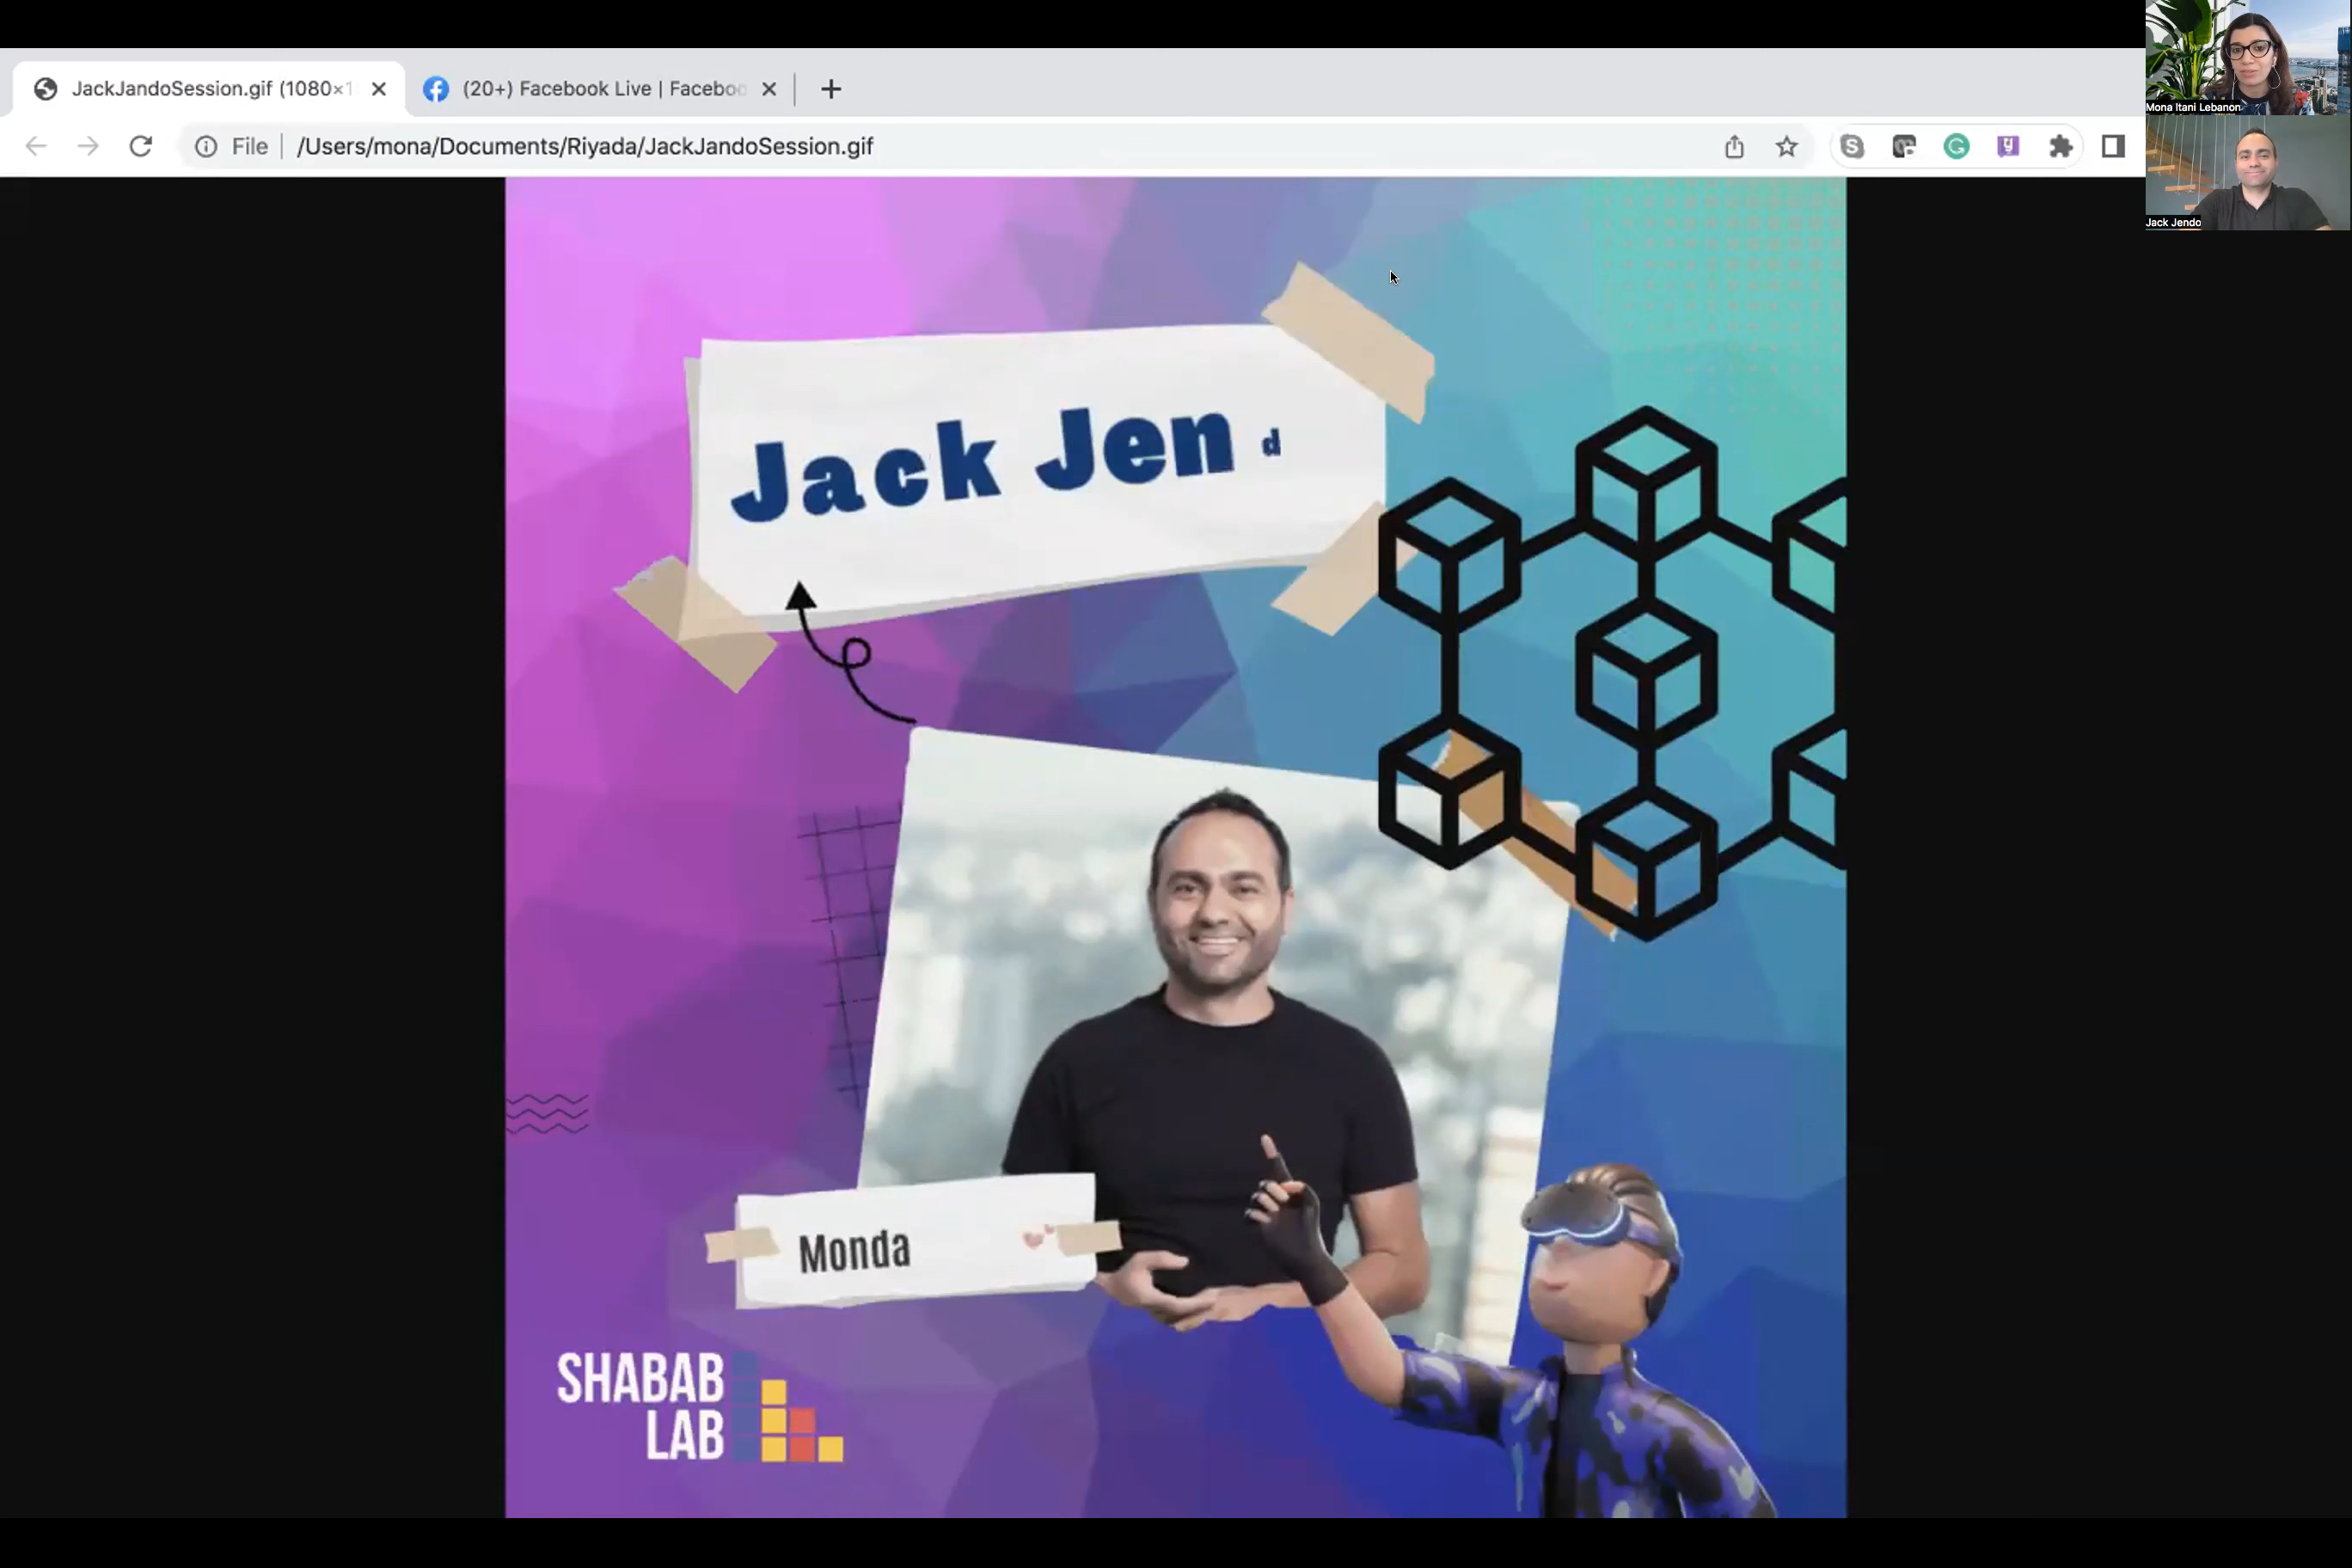 JackJandoSession.gif (1080×1
(20+) Facebook Live | Faceboo
File
/Users/mona/Documents/Riyada/JackJandoSession.gif
Mona Itani Lebanon
Jack Jendo
Jack Jen d
Monda
SHABAB
LAB